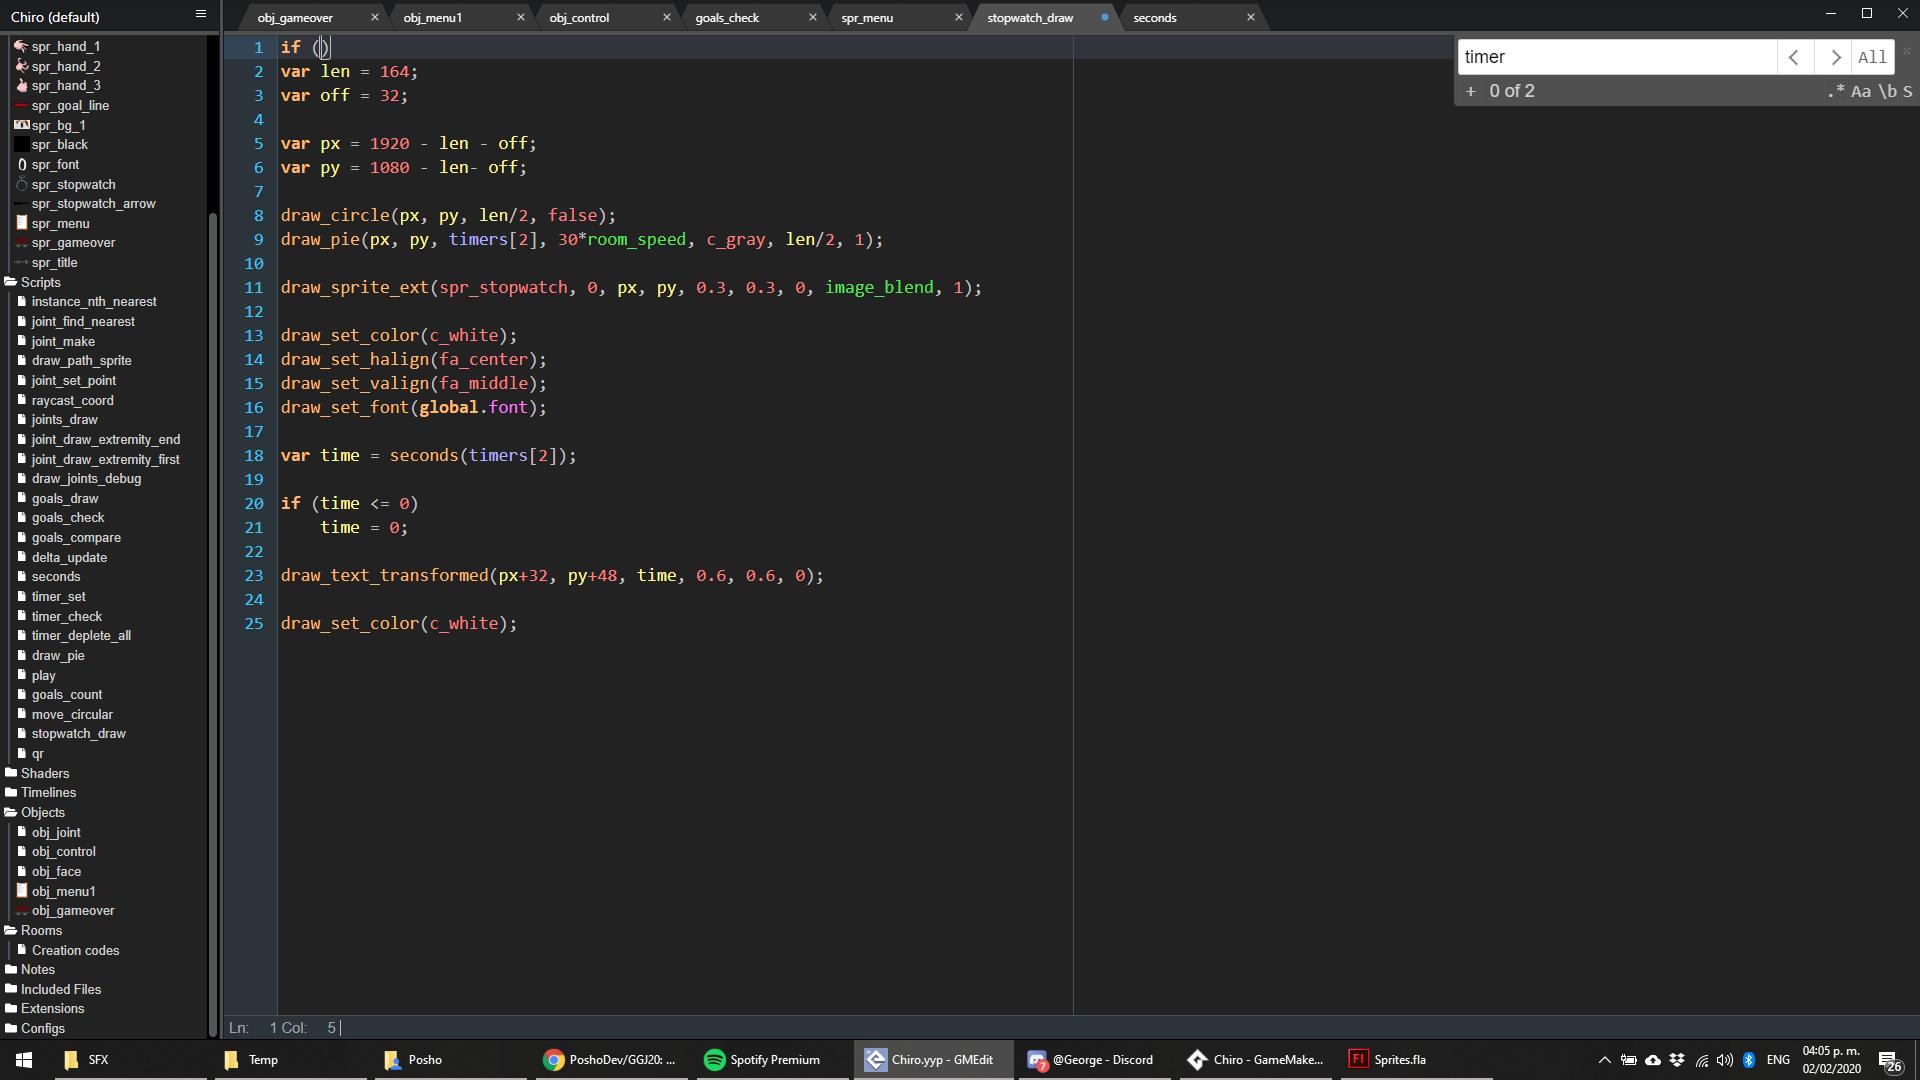 Chiro (default)
obj_gameover
obj_menu1
obj_control
goals_check
spr_menu
stopwatch_draw
seconds
spr_hand_1
spr_hand_2
spr_hand_3
spr_goal_line
spr_bg_1
spr_black
spr_font
spr_stopwatch
spr_stopwatch_arrow
spr_menu
spr_gameover
spr_title
Scripts
instance_nth_nearest
joint_find_nearest
joint_make
draw_path_sprite
joint_set_point
raycast_coord
joints_draw
joint_draw_extremity_end
joint_draw_extremity_first
draw_joints_debug
goals_draw
goals_check
goals_compare
delta_update
seconds
timer_set
timer_check
timer_deplete_all
draw_pie
play
goals_count
move_circular
stopwatch_draw
qr
Shaders
Timelines
Objects
obj_joint
obj_control
obj_face
obj_menu1
obj_gameover
Rooms
Creation codes
Notes
Included Files
Extensions
Configs
1 if ()
2 var len = 164;
3 var off = 32;
4
5 var px = 1920 - len - off;
6 var py = 1080 - len- off;
7
8 draw_circle(px, py, len/2, false);
9 draw_pie(px, py, timers[2], 30*room_speed, c_gray, len/2, 1);
10
11 draw_sprite_ext(spr_stopwatch, 0, px, py, 0.3, 0.3, 0, image_blend, 1);
12
13 draw_set_color(c_white);
14 draw_set_halign(fa_center);
15 draw_set_valign(fa_middle);
16 draw_set_font(global.font);
17
18 var time = seconds(timers[2]);
19
20 if (time <= 0)
21 time = 0;
22
23 draw_text_transformed(px+32, py+48, time, 0.6, 0.6, 0);
24
25 draw_set_color(c_white);
timer
All
+ 0 of 2
.* Aa \b S
Ln: 1 Col: 5
SFX
Temp
Posho
PoshoDev/GGJ20: ...
Spotify Premium
Chiro.yyp - GMEdit
7
@George - Discord
Chiro - GameMake...
Fl
Sprites.fla
ENG
04:05 p. m.
02/02/2020
26